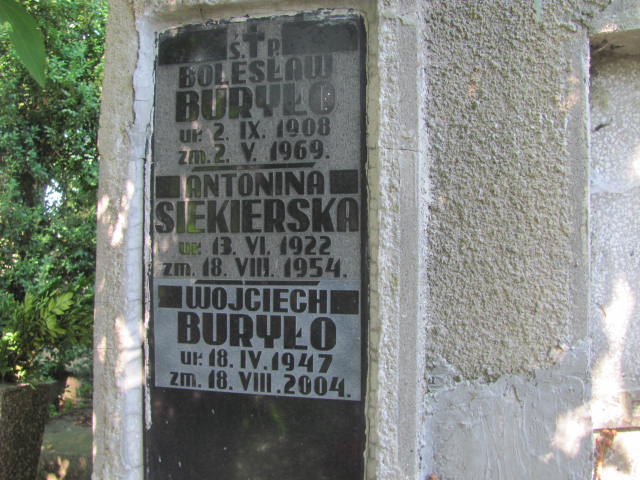 Ś. † P.
BOLESŁAW
BURYŁO
ur. 2. IX. 1908
zm. 2. V. 1969.
ANTONINA
SIEKIERSKA
ur. 13. VI. 1922
zm. 18. VIII. 1954.
WOJCIECH
BURYŁO
ur. 18. IV. 1947
zm. 18. VIII. 2004.